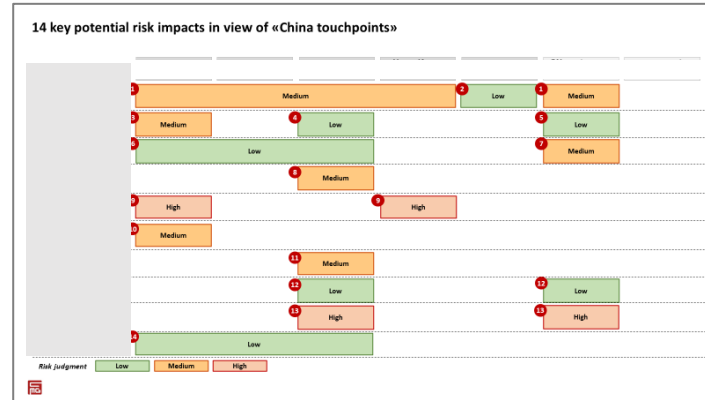 14 key potential risk impacts in view of «China touchpoints»
1 Medium 2 Low 1 Medium
3 Medium 4 Low 5 Low
6 Low 7 Medium
8 Medium
9 High 9 High
10 Medium
11 Medium
12 Low 12 Low
13 High 13 High
14 Low
Risk judgment Low Medium High